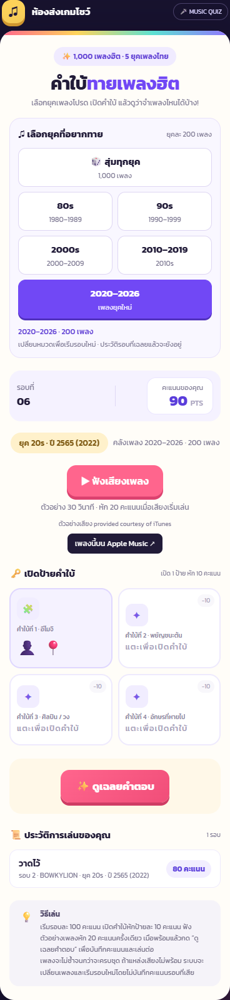 ห้องส่งเกมโชว์
MUSIC QUIZ
1,000 เพลงฮิต · 5 ยุคเพลงไทย
คำใบ้ทายเพลงฮิต
เลือกยุคเพลงโปรด เปิดคำใบ้ แล้วดูว่าจำเพลงไหนได้บ้าง!
♫ เลือกยุคที่อยากทาย
ยุคละ 200 เพลง
สุ่มทุกยุค
1,000 เพลง
80s
1980–1989
90s
1990–1999
2000s
2000–2009
2010–2019
2010s
2020–2026
เพลงยุคใหม่
2020–2026 · 200 เพลง
เปลี่ยนหมวดเพื่อเริ่มรอบใหม่ · ประวัติรอบที่เฉลยแล้วจะยังอยู่
รอบที่
06
คะแนนของคุณ
90 PTS
ยุค 20s · ปี 2565 (2022)
คลังเพลง 2020–2026 · 200 เพลง
▶ ฟังเสียงเพลง
ตัวอย่าง 30 วินาที · หัก 20 คะแนนเมื่อเสียงเริ่มเล่น
ตัวอย่างเสียง provided courtesy of iTunes
เพลงนี้บน Apple Music ↗
เปิดป้ายคำใบ้
เปิด 1 ป้าย หัก 10 คะแนน
คำใบ้ที่ 1 · อีโมจิ
−10
คำใบ้ที่ 2 · พยัญชนะต้น
แตะเพื่อเปิดคำใบ้
−10
คำใบ้ที่ 3 · ศิลปิน / วง
แตะเพื่อเปิดคำใบ้
−10
คำใบ้ที่ 4 · อักษรที่หายไป
แตะเพื่อเปิดคำใบ้
ดูเฉลยคำตอบ
ประวัติการเล่นของคุณ
1 รอบ
วาดไว้
รอบ 2 · BOWKYLION · ยุค 20s · ปี 2565 (2022)
80 คะแนน
วิธีเล่น
เริ่มรอบละ 100 คะแนน เปิดคำใบ้หักป้ายละ 10 คะแนน ฟัง
ตัวอย่างเพลงหัก 20 คะแนนครั้งเดียว เมื่อพร้อมแล้วกด "ดู
เฉลยคำตอบ" เพื่อบันทึกคะแนนและเล่นต่อ
เพลงจะไม่ซ้ำจนกว่าจะครบชุด ถ้าแหล่งเสียงไม่พร้อม ระบบจะ
เปลี่ยนเพลงและเริ่มรอบใหม่โดยไม่บันทึกคะแนนรอบที่เสีย